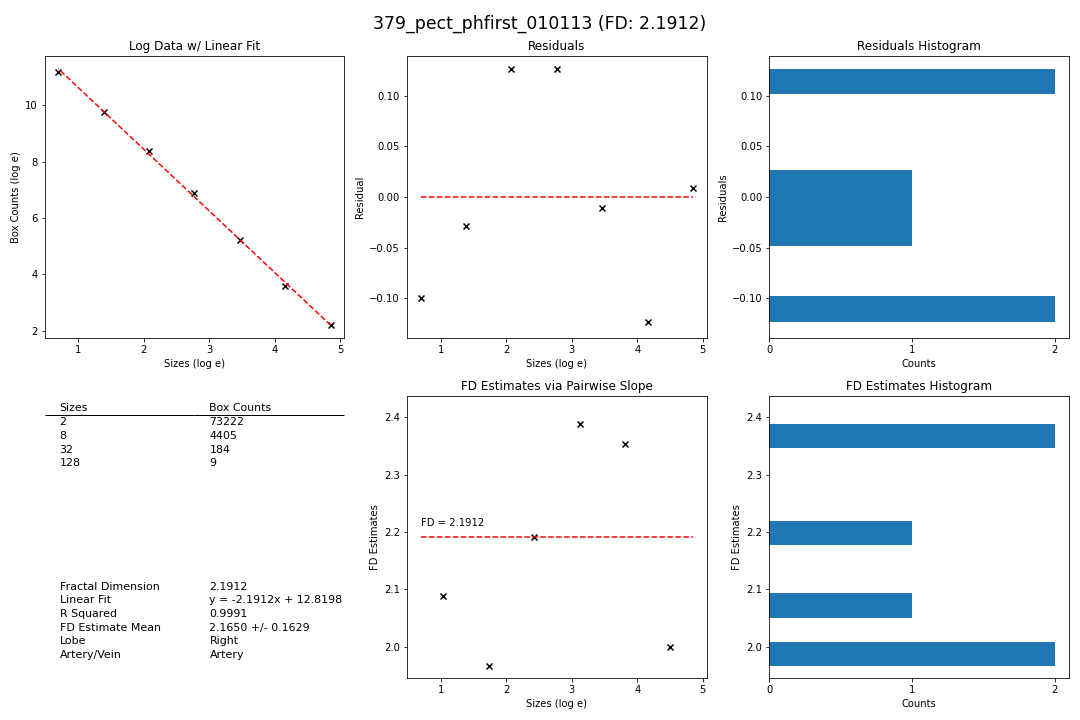 379_pect_phfirst_010113 (FD: 2.1912)
Log Data w/ Linear Fit
Box Counts (log e)
10
8
6
4
2
1 2 3 4 5
Sizes (log e)
Residuals
Residual
0.10
0.05
0.00
−0.05
−0.10
1 2 3 4 5
Sizes (log e)
Residuals Histogram
Residuals
0.10
0.05
0.00
−0.05
−0.10
0 1 2
Counts
Sizes Box Counts
2 73222
8 4405
32 184
128 9
Fractal Dimension 2.1912
Linear Fit y = -2.1912x + 12.8198
R Squared 0.9991
FD Estimate Mean 2.1650 +/- 0.1629
Lobe Right
Artery/Vein Artery
FD Estimates via Pairwise Slope
FD Estimates
2.4
2.3
2.2
2.1
2.0
FD = 2.1912
1 2 3 4 5
Sizes (log e)
FD Estimates Histogram
FD Estimates
2.4
2.3
2.2
2.1
2.0
0 1 2
Counts